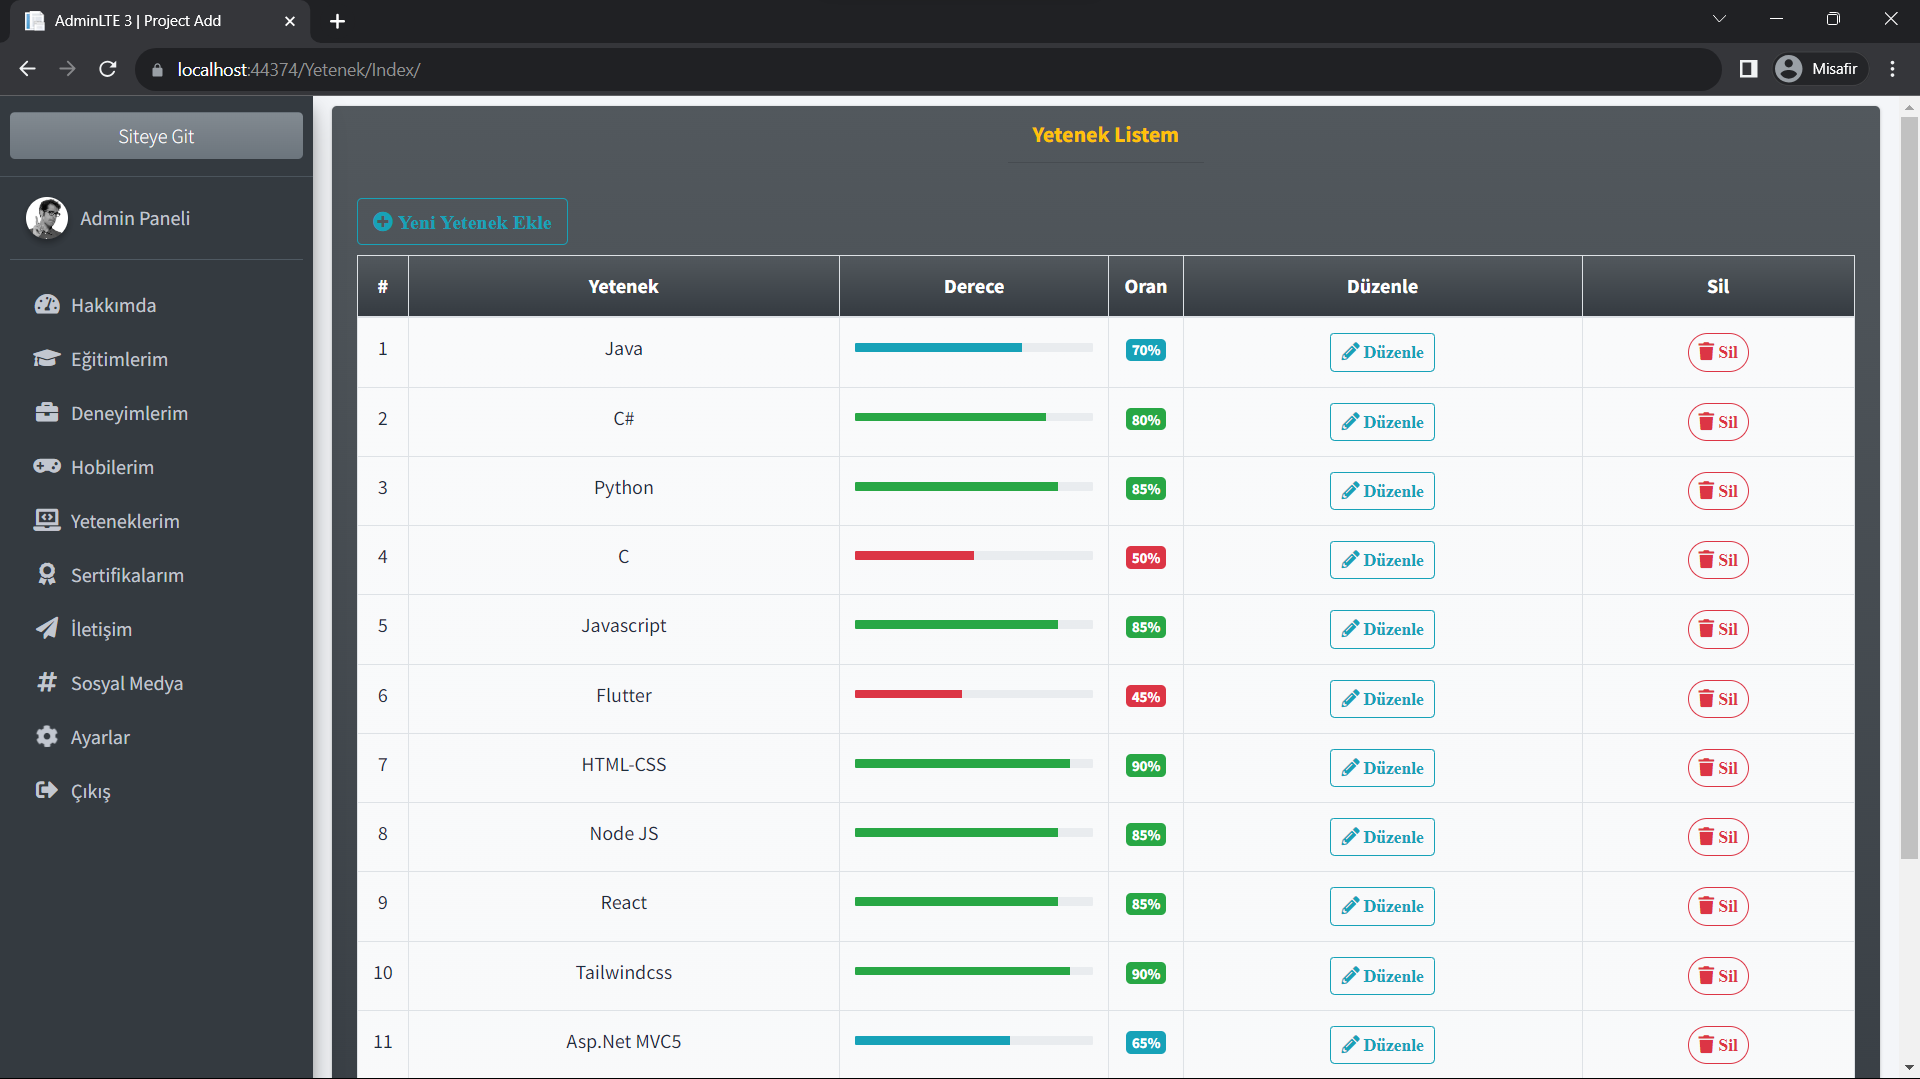 AdminLTE 3 | Project Add
localhost:44374/Yetenek/Index/
Misafir
Siteye Git
Admin Paneli
Hakkımda
Eğitimlerim
Deneyimlerim
Hobilerim
Yeteneklerim
Sertifikalarım
İletişim
Sosyal Medya
Ayarlar
Çıkış
Yetenek Listem
Yeni Yetenek Ekle
# Yetenek Derece Oran Düzenle Sil
1 Java 70% Düzenle Sil
2 C# 80% Düzenle Sil
3 Python 85% Düzenle Sil
4 C 50% Düzenle Sil
5 Javascript 85% Düzenle Sil
6 Flutter 45% Düzenle Sil
7 HTML-CSS 90% Düzenle Sil
8 Node JS 85% Düzenle Sil
9 React 85% Düzenle Sil
10 Tailwindcss 90% Düzenle Sil
11 Asp.Net MVC5 65% Düzenle Sil